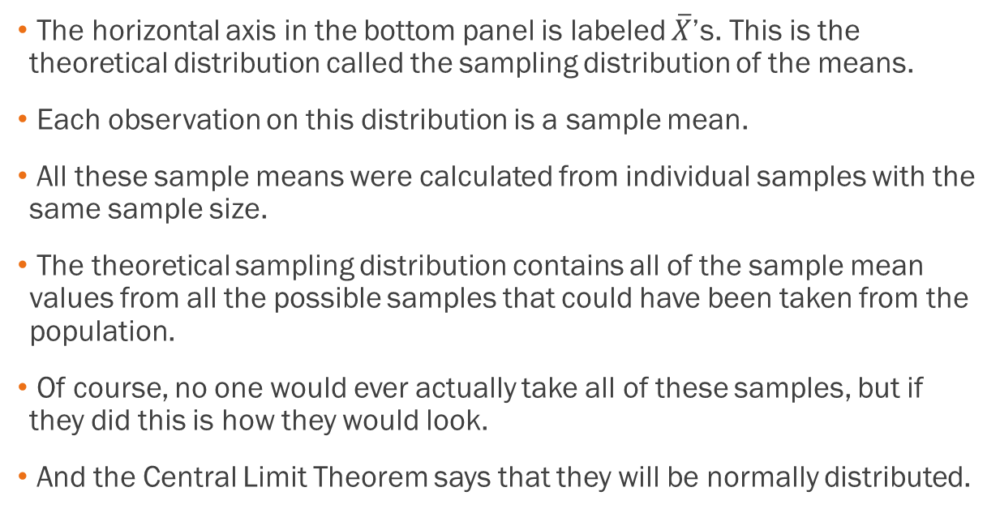 • The horizontal axis in the bottom panel is labeled X̄’s. This is the
theoretical distribution called the sampling distribution of the means.
• Each observation on this distribution is a sample mean.
• All these sample means were calculated from individual samples with the
same sample size.
• The theoretical sampling distribution contains all of the sample mean
values from all the possible samples that could have been taken from the
population.
• Of course, no one would ever actually take all of these samples, but if
they did this is how they would look.
• And the Central Limit Theorem says that they will be normally distributed.